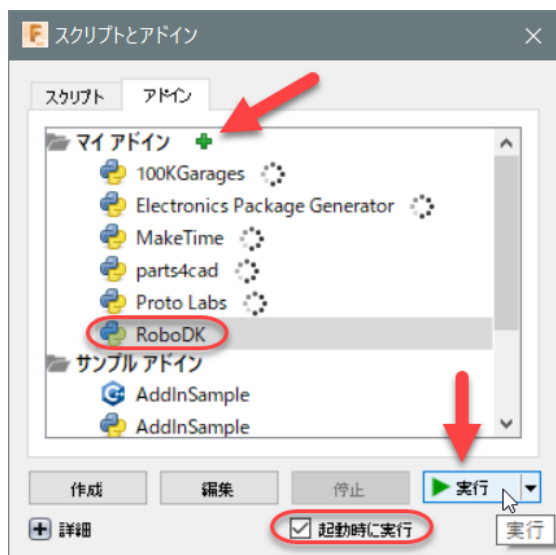 スクリプトとアドイン
スクリプト アドイン
マイ アドイン
100KGarages
Electronics Package Generator
MakeTime
parts4cad
Proto Labs
RoboDK
サンプル アドイン
AddInSample
AddInSample
作成 編集 停止 実行
詳細 起動時に実行 実行